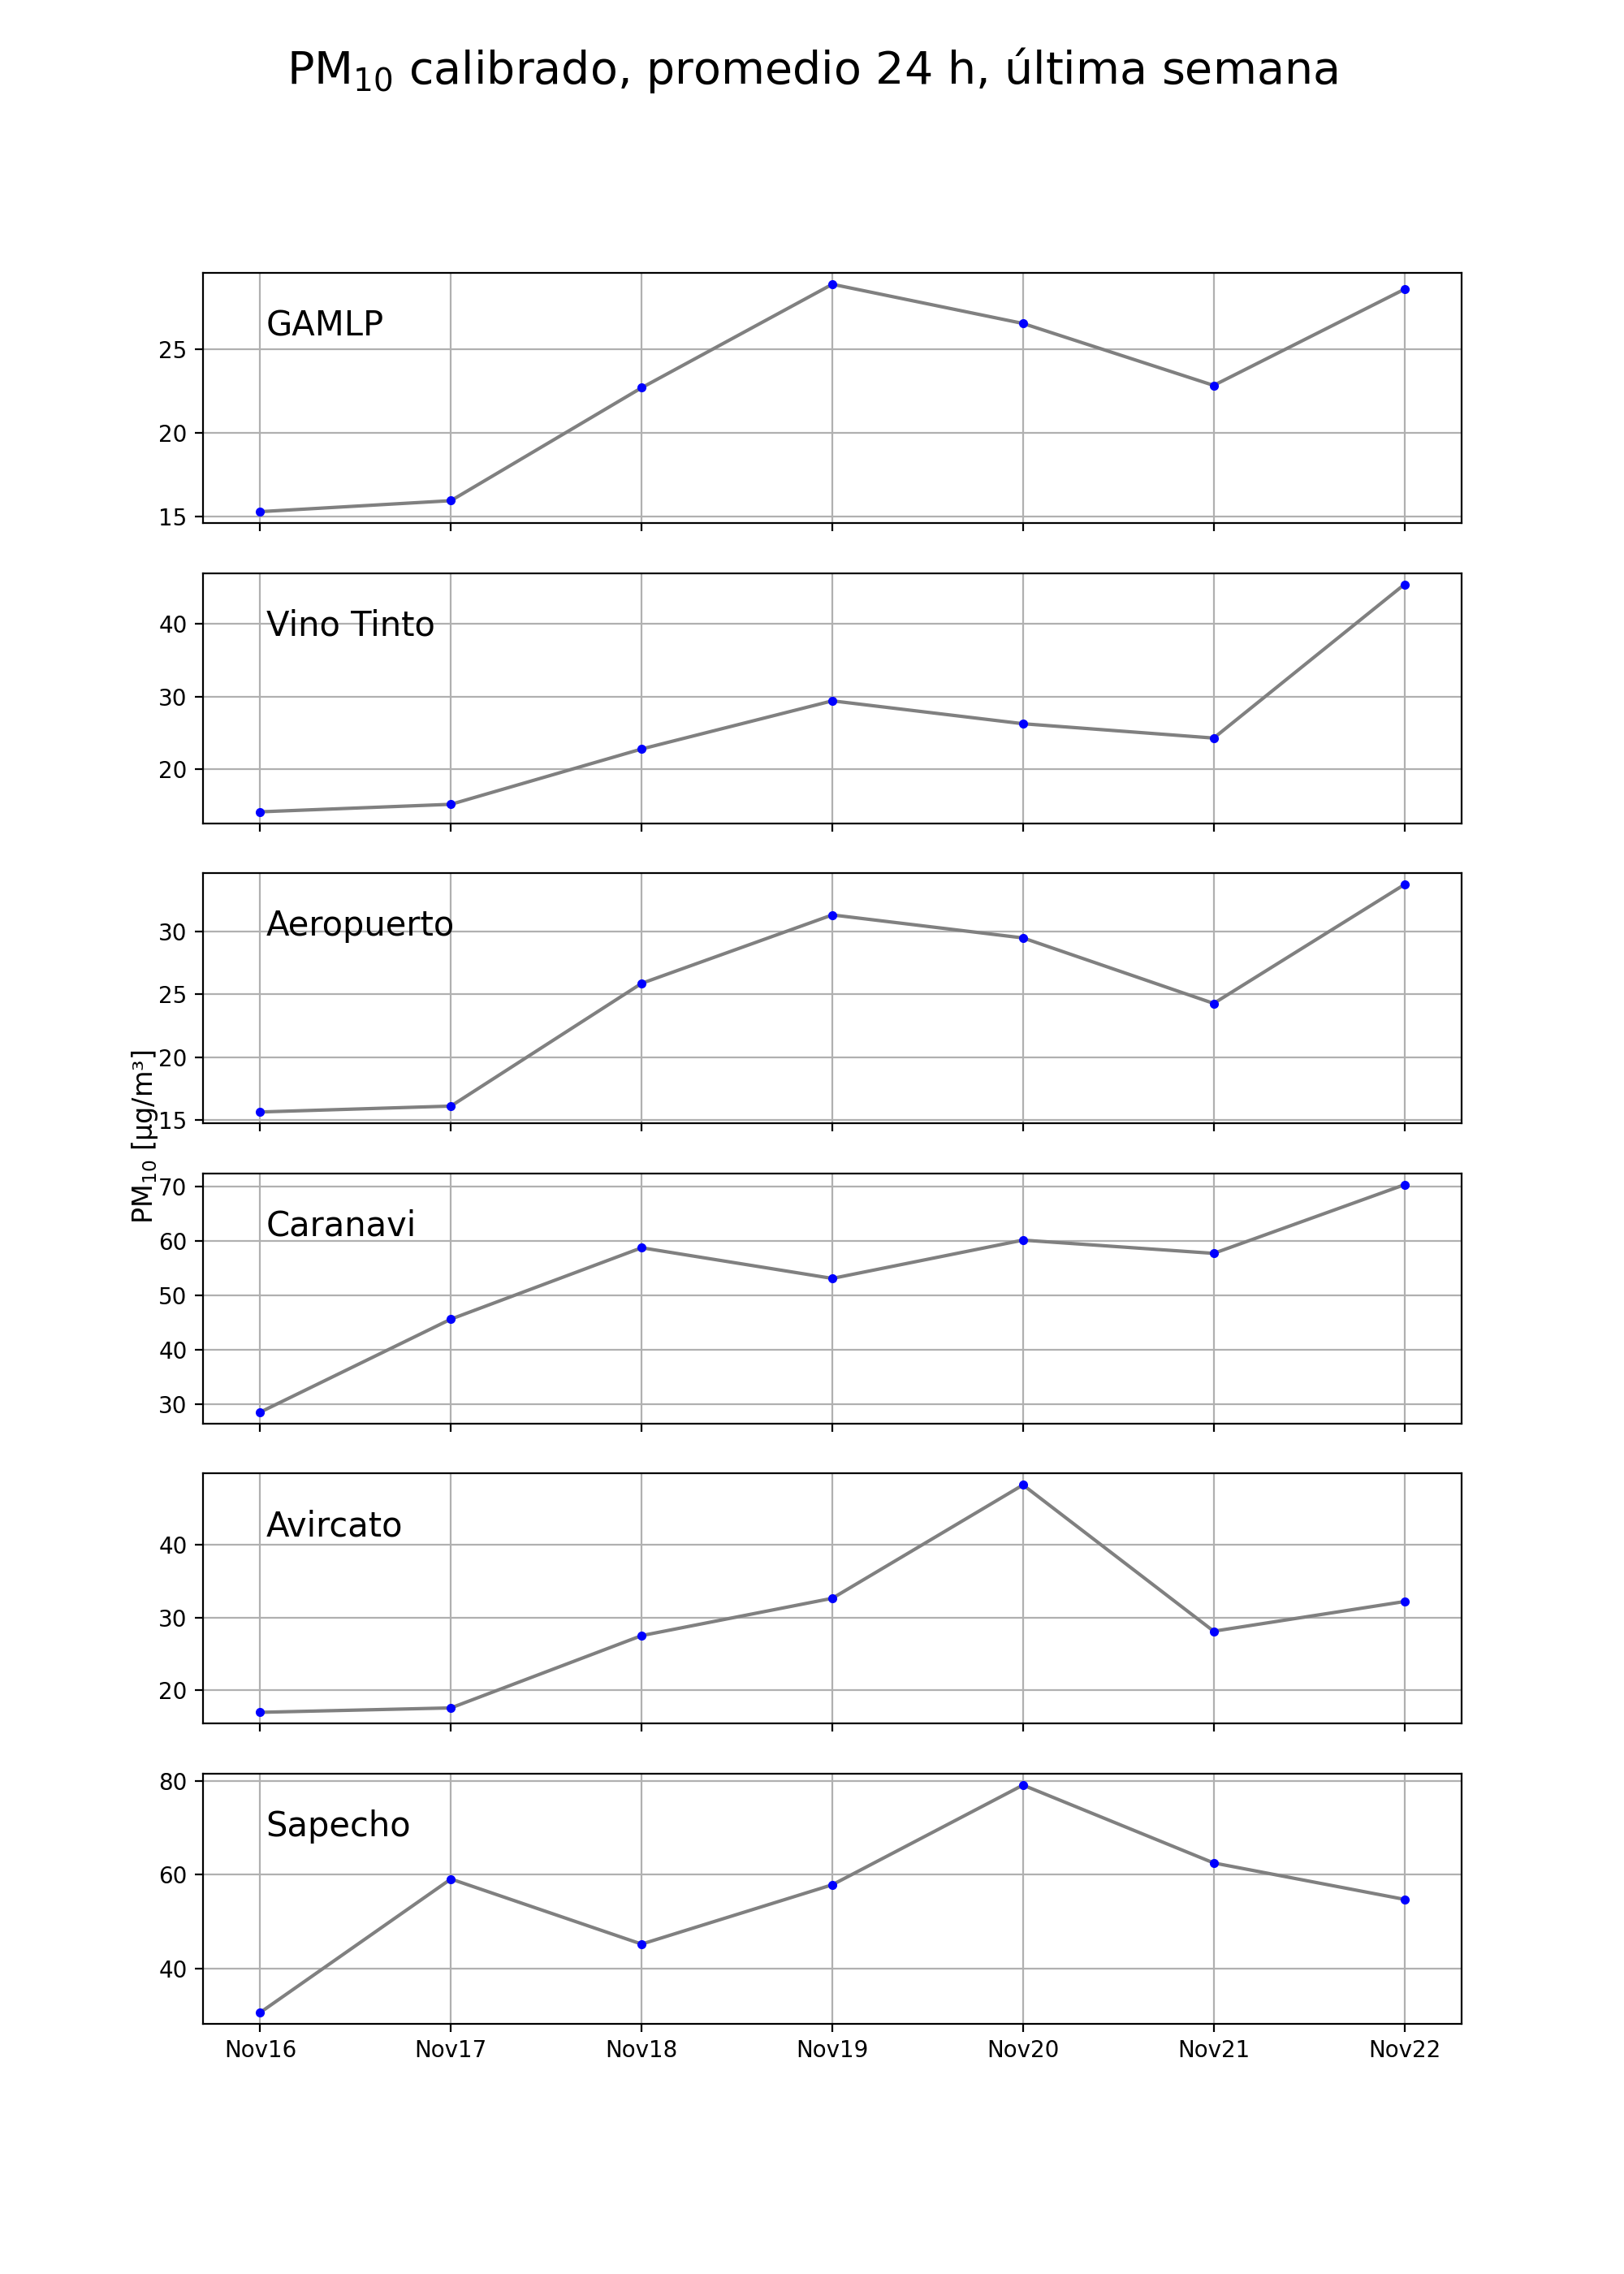 PM₁₀ calibrado, promedio 24 h, última semana
GAMLP
25
20
15
Vino Tinto
40
30
20
Aeropuerto
30
25
20
15
PM₁₀ [µg/m³]
Caranavi
70
60
50
40
30
Avircato
40
30
20
Sapecho
80
60
40
Nov16 Nov17 Nov18 Nov19 Nov20 Nov21 Nov22